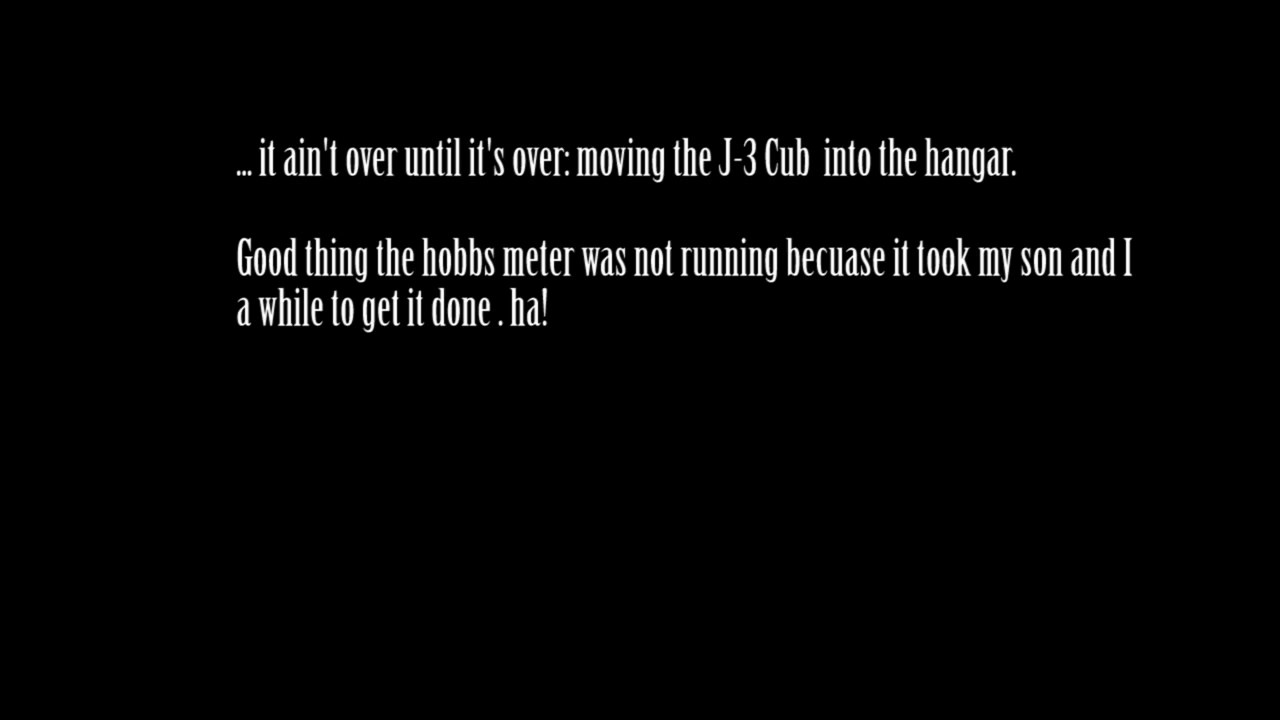 ... it ain't over until it's over: moving the J-3 Cub  into the hangar.
Good thing the hobbs meter was not running becuase it took my son and I
a while to get it done . ha!